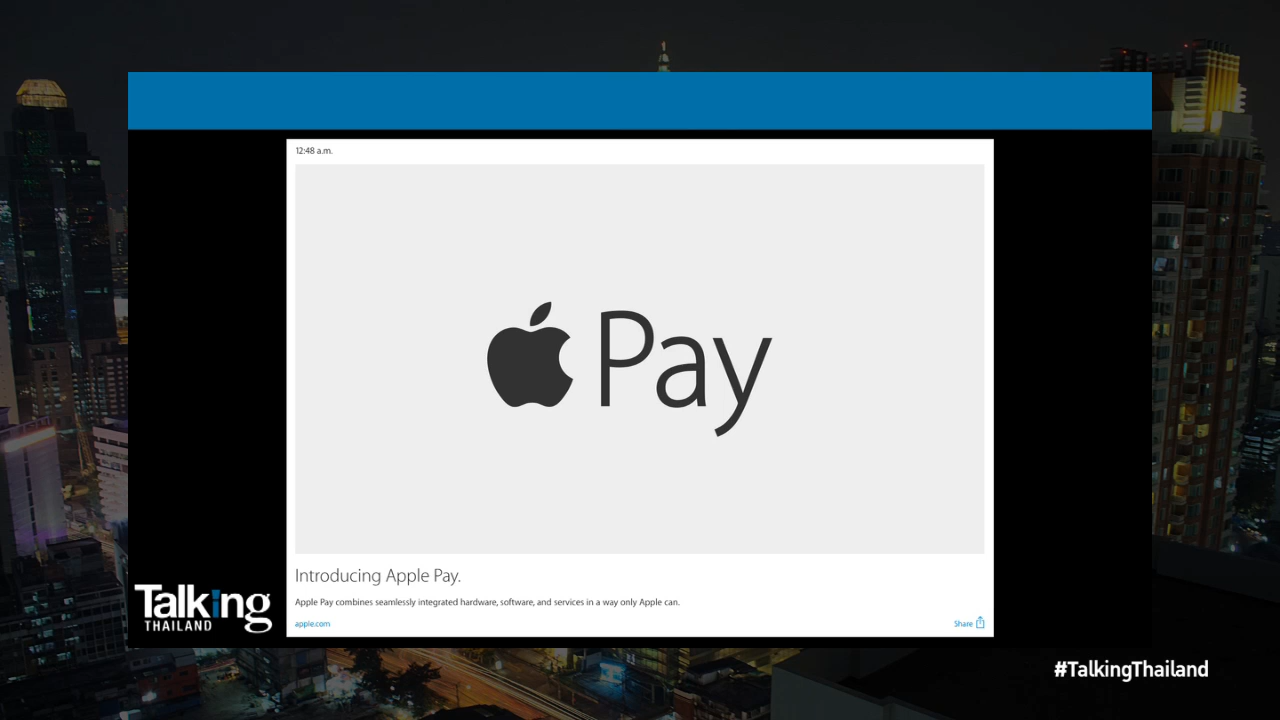 12:48 a.m.
Pay
Introducing Apple Pay.
Apple Pay combines seamlessly integrated hardware, software, and services in a way only Apple can.
apple.com
Share
Talking
THAILAND
#TalkingThailand